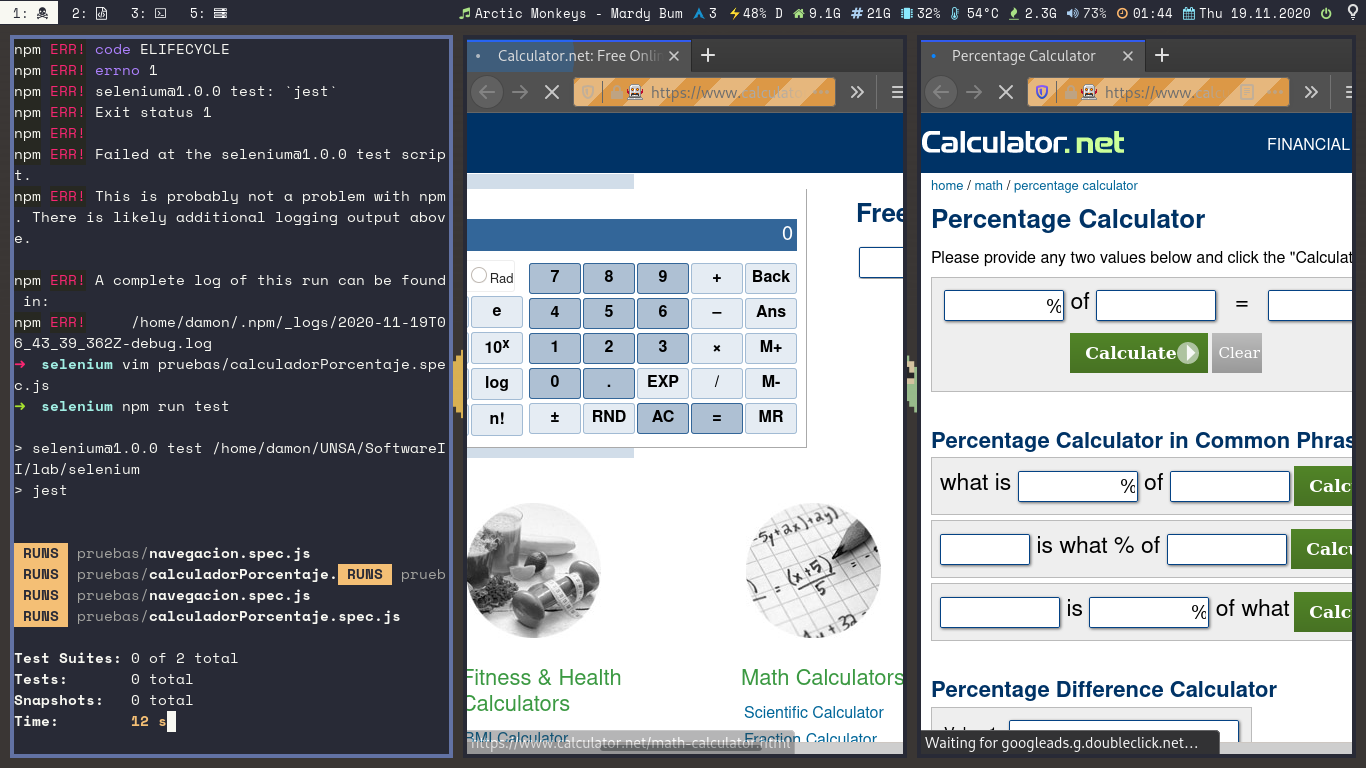 1: 2: 3: 5: Arctic Monkeys - Mardy Bum 3 48% D 9.1G 21G 32% 54°C 2.3G 73% 01:44 Thu 19.11.2020
npm ERR! code ELIFECYCLE
npm ERR! errno 1
npm ERR! selenium@1.0.0 test: `jest`
npm ERR! Exit status 1
npm ERR!
npm ERR! Failed at the selenium@1.0.0 test scrip
t.
npm ERR! This is probably not a problem with npm
. There is likely additional logging output abov
e.
npm ERR! A complete log of this run can be found
in:
npm ERR!     /home/damon/.npm/_logs/2020-11-19T0
6_43_39_362Z-debug.log
➜  selenium vim pruebas/calculadorPorcentaje.spe
c.js
➜  selenium npm run test
> selenium@1.0.0 test /home/damon/UNSA/SoftwareI
I/lab/selenium
> jest
RUNS pruebas/navegacion.spec.js
RUNS pruebas/calculadorPorcentaje. RUNS prueb
RUNS pruebas/navegacion.spec.js
RUNS pruebas/calculadorPorcentaje.spec.js
Test Suites: 0 of 2 total
Tests:       0 total
Snapshots:   0 total
Time:        12 s
Calculator.net: Free Onlin
https://www.
0
Rad 7 8 9 + Back
e 4 5 6 – Ans
10x 1 2 3 × M+
log 0 . EXP / M-
n! ± RND AC = MR
Free
Fitness & Health
Calculators
BMI Calculator
Math Calculators
Scientific Calculator
Fraction Calculator
https://www.calculator.net/math-calculator.html
Percentage Calculator
https://www.
Calculator.net
FINANCIAL
home / math / percentage calculator
Percentage Calculator
Please provide any two values below and click the "Calculat
% of =
Calculate Clear
Percentage Calculator in Common Phras
what is % of Calc
is what % of Calcu
is % of what Calc
Percentage Difference Calculator
Waiting for googleads.g.doubleclick.net…